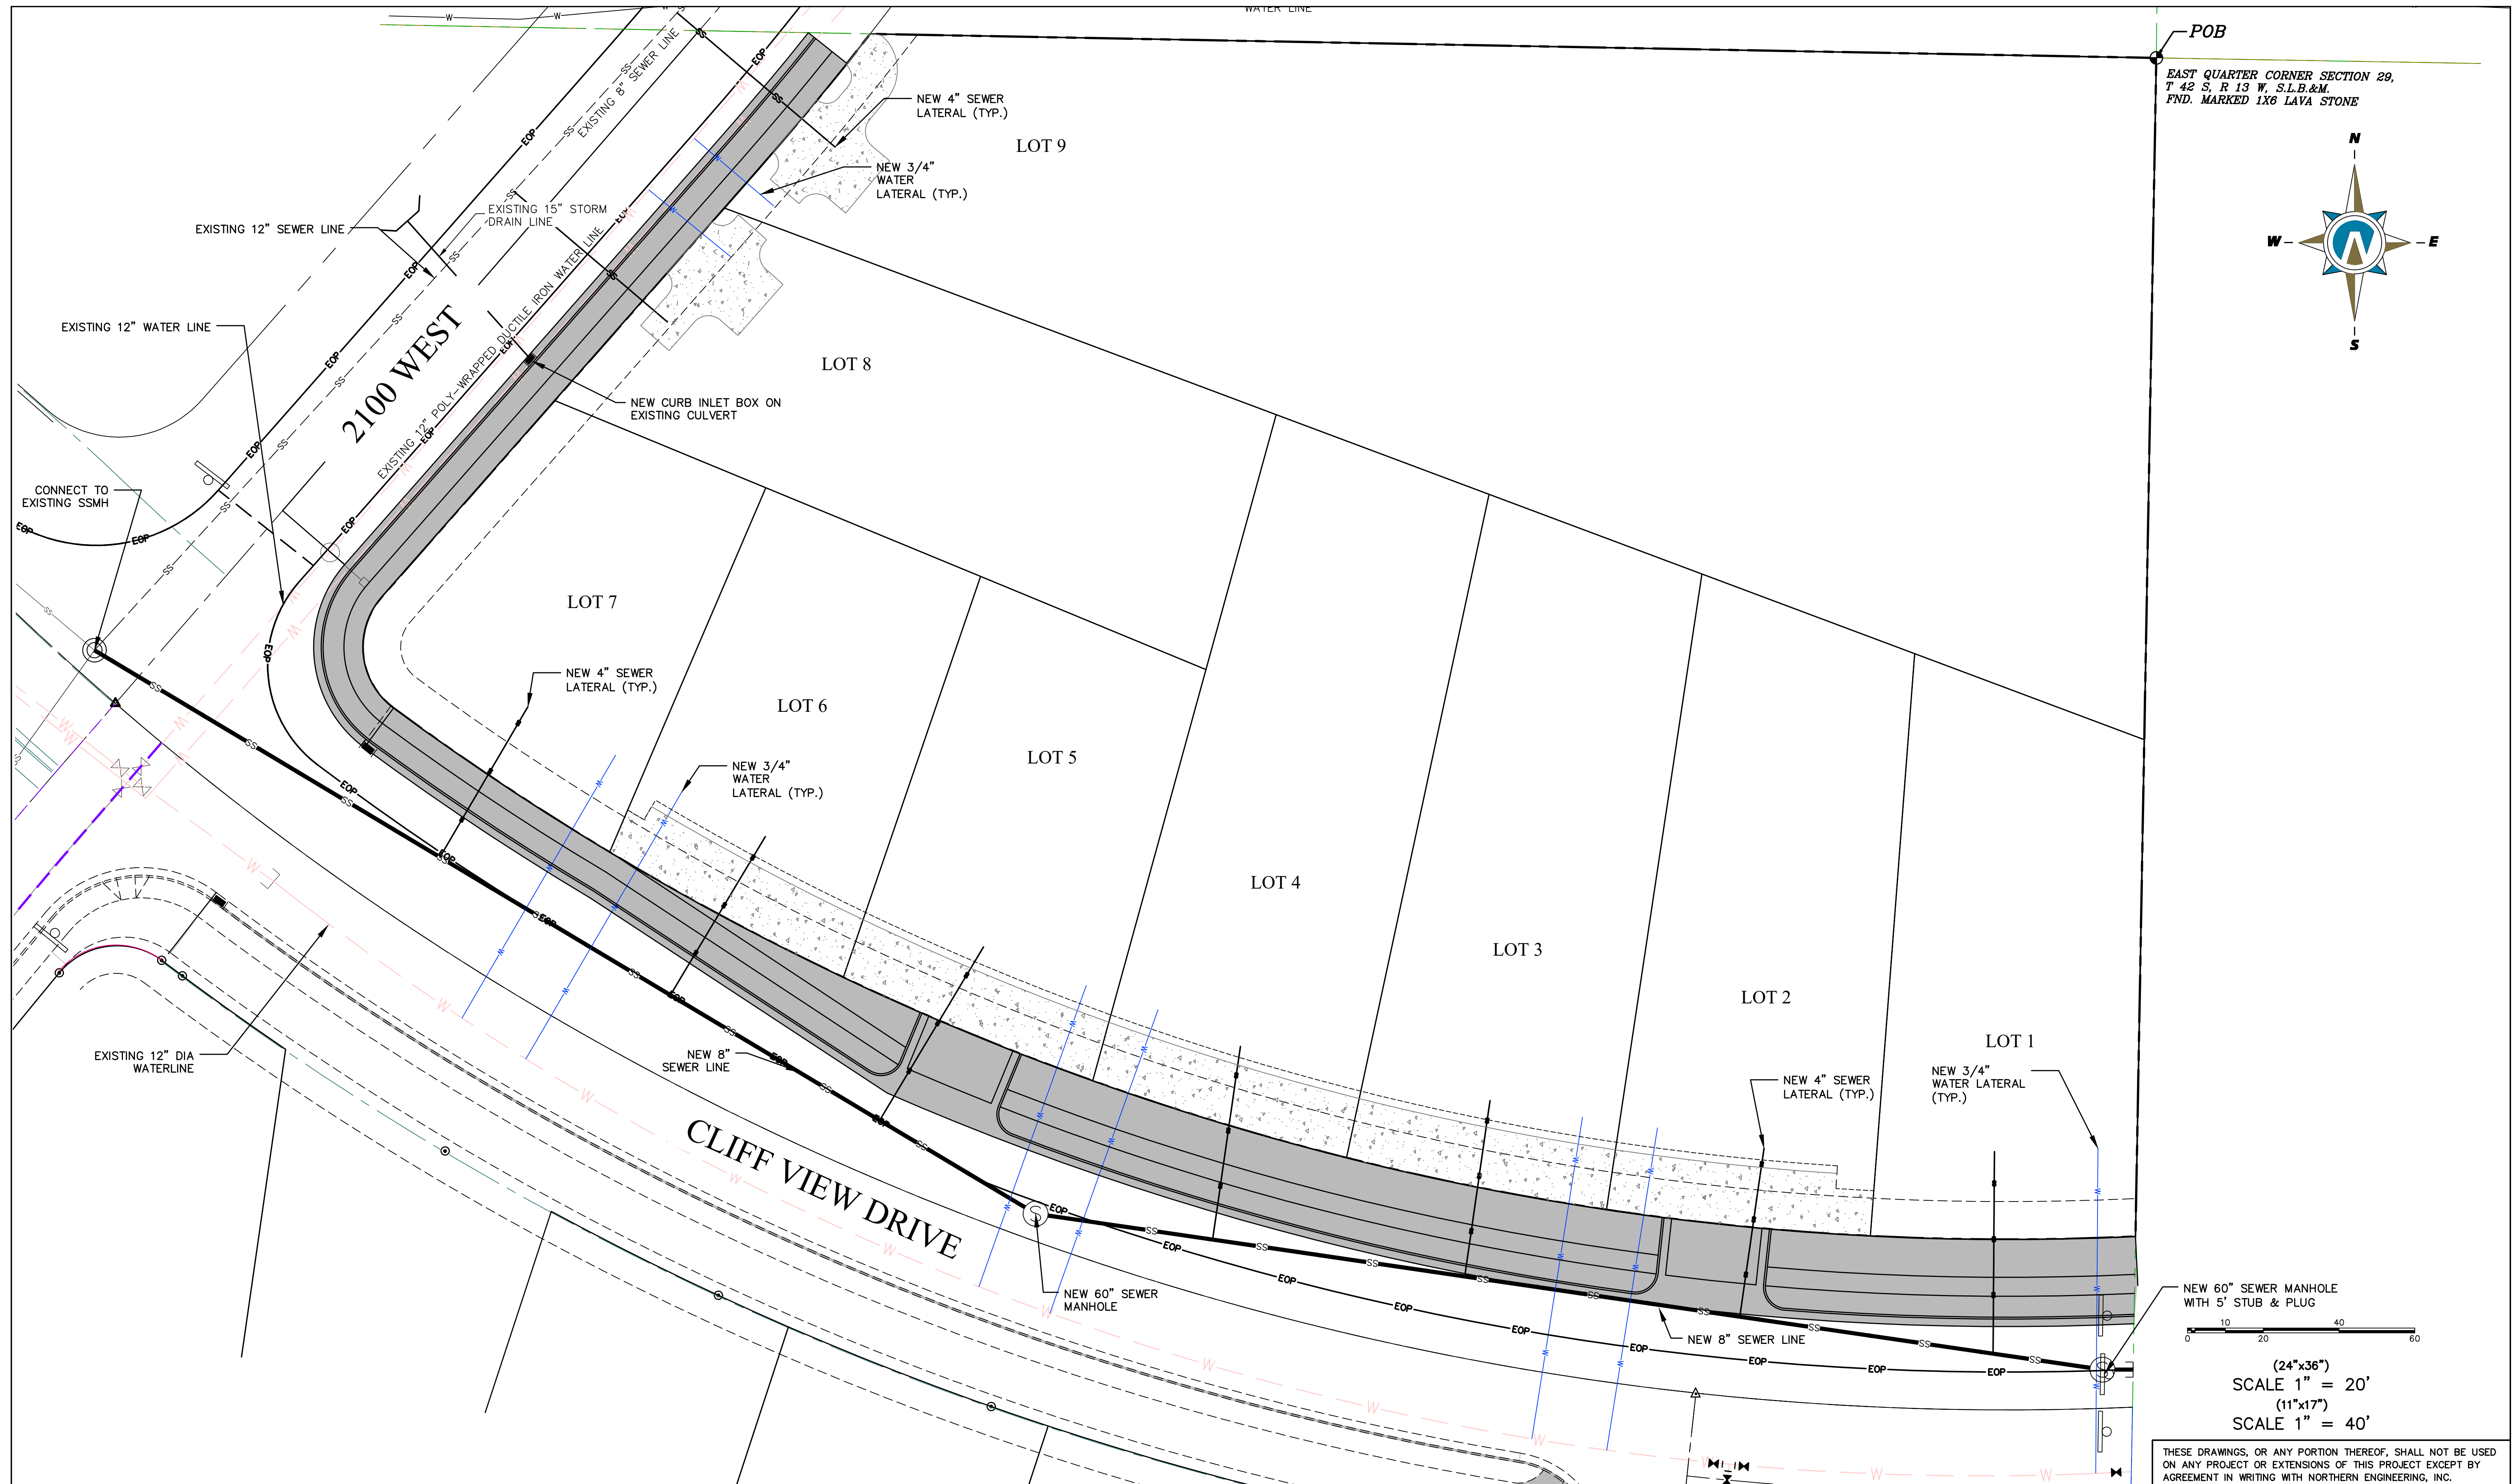 WATER LINE
POB
EAST QUARTER CORNER SECTION 29,
T 42 S, R 13 W, S.L.B.&M.
FND. MARKED 1X6 LAVA STONE
N
W
E
S
EXISTING 8" SEWER LINE
NEW 4" SEWER
LATERAL (TYP.)
LOT 9
NEW 3/4"
WATER
LATERAL (TYP.)
EXISTING 15" STORM
DRAIN LINE
EXISTING 12" SEWER LINE
EXISTING 12" WATER LINE
2100 WEST
EXISTING 12" POLY-WRAPPED DUCTILE IRON WATER LINE
LOT 8
NEW CURB INLET BOX ON
EXISTING CULVERT
CONNECT TO
EXISTING SSMH
LOT 7
NEW 4" SEWER
LATERAL (TYP.)
LOT 6
LOT 5
NEW 3/4"
WATER
LATERAL (TYP.)
LOT 4
LOT 3
LOT 2
LOT 1
EXISTING 12" DIA
WATERLINE
NEW 8"
SEWER LINE
CLIFF VIEW DRIVE
NEW 4" SEWER
LATERAL (TYP.)
NEW 3/4"
WATER LATERAL
(TYP.)
NEW 60" SEWER
MANHOLE
NEW 8" SEWER LINE
NEW 60" SEWER MANHOLE
WITH 5' STUB & PLUG
10 40
0 20 60
(24"x36")
SCALE 1" = 20'
(11"x17")
SCALE 1" = 40'
THESE DRAWINGS, OR ANY PORTION THEREOF, SHALL NOT BE USED
ON ANY PROJECT OR EXTENSIONS OF THIS PROJECT EXCEPT BY
AGREEMENT IN WRITING WITH NORTHERN ENGINEERING, INC.
EOP
SS
W